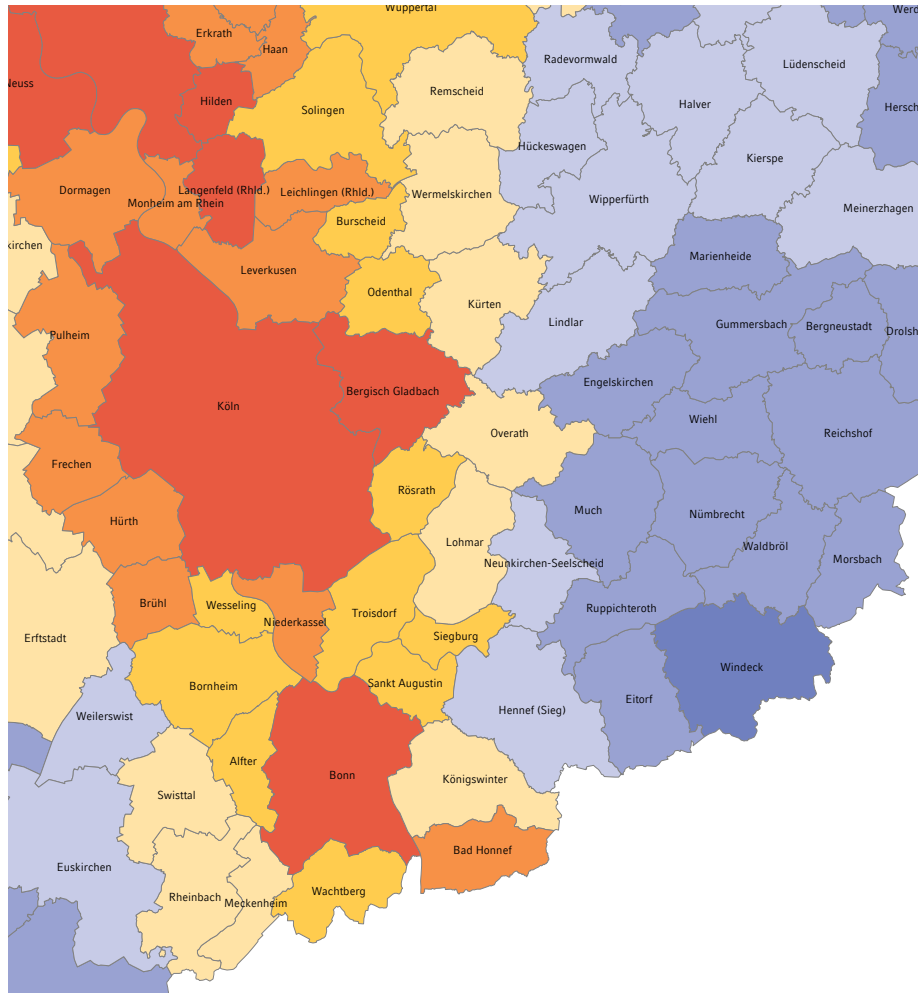 Wuppertal
Erkrath
Haan
Radevormwald
Lüdenscheid
Neuss
Hilden
Remscheid
Halver
Solingen
Hückeswagen
Kierspe
Dormagen
Langenfeld (Rhld.)
Leichlingen (Rhld.)
Wermelskirchen
Wipperfürth
Monheim am Rhein
Meinerzhagen
Burscheid
kirchen
Marienheide
Leverkusen
Odenthal
Kürten
Lindlar
Gummersbach
Bergneustadt
Drolsh
Pulheim
Engelskirchen
Bergisch Gladbach
Köln
Wiehl
Overath
Reichshof
Frechen
Rösrath
Much
Nümbrecht
Hürth
Lohmar
Waldbröl
Neunkirchen-Seelscheid
Morsbach
Brühl
Wesseling
Ruppichteroth
Troisdorf
Niederkassel
Erftstadt
Siegburg
Windeck
Sankt Augustin
Bornheim
Eitorf
Hennef (Sieg)
Weilerswist
Alfter
Bonn
Königswinter
Swisttal
Bad Honnef
Euskirchen
Wachtberg
Rheinbach
Meckenheim